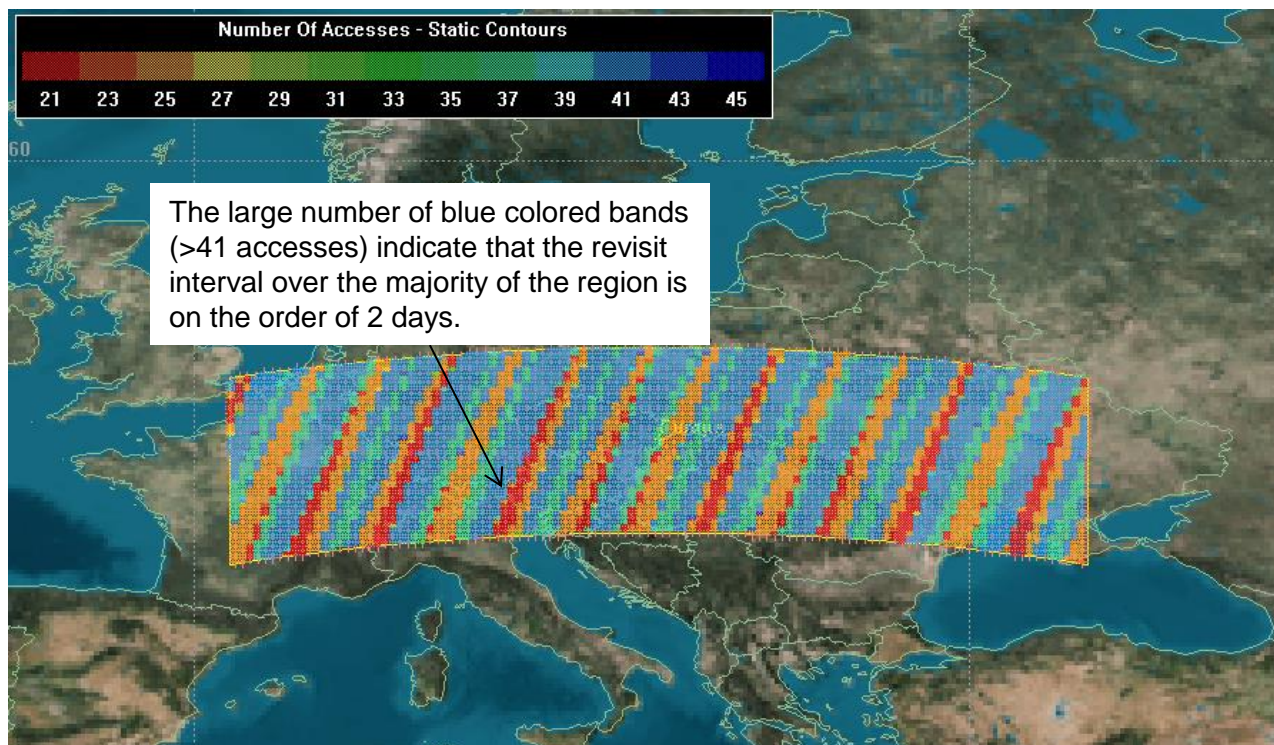 Number Of Accesses - Static Contours
21 23 25 27 29 31 33 35 37 39 41 43 45
60
The large number of blue colored bands
(>41 accesses) indicate that the revisit
interval over the majority of the region is
on the order of 2 days.